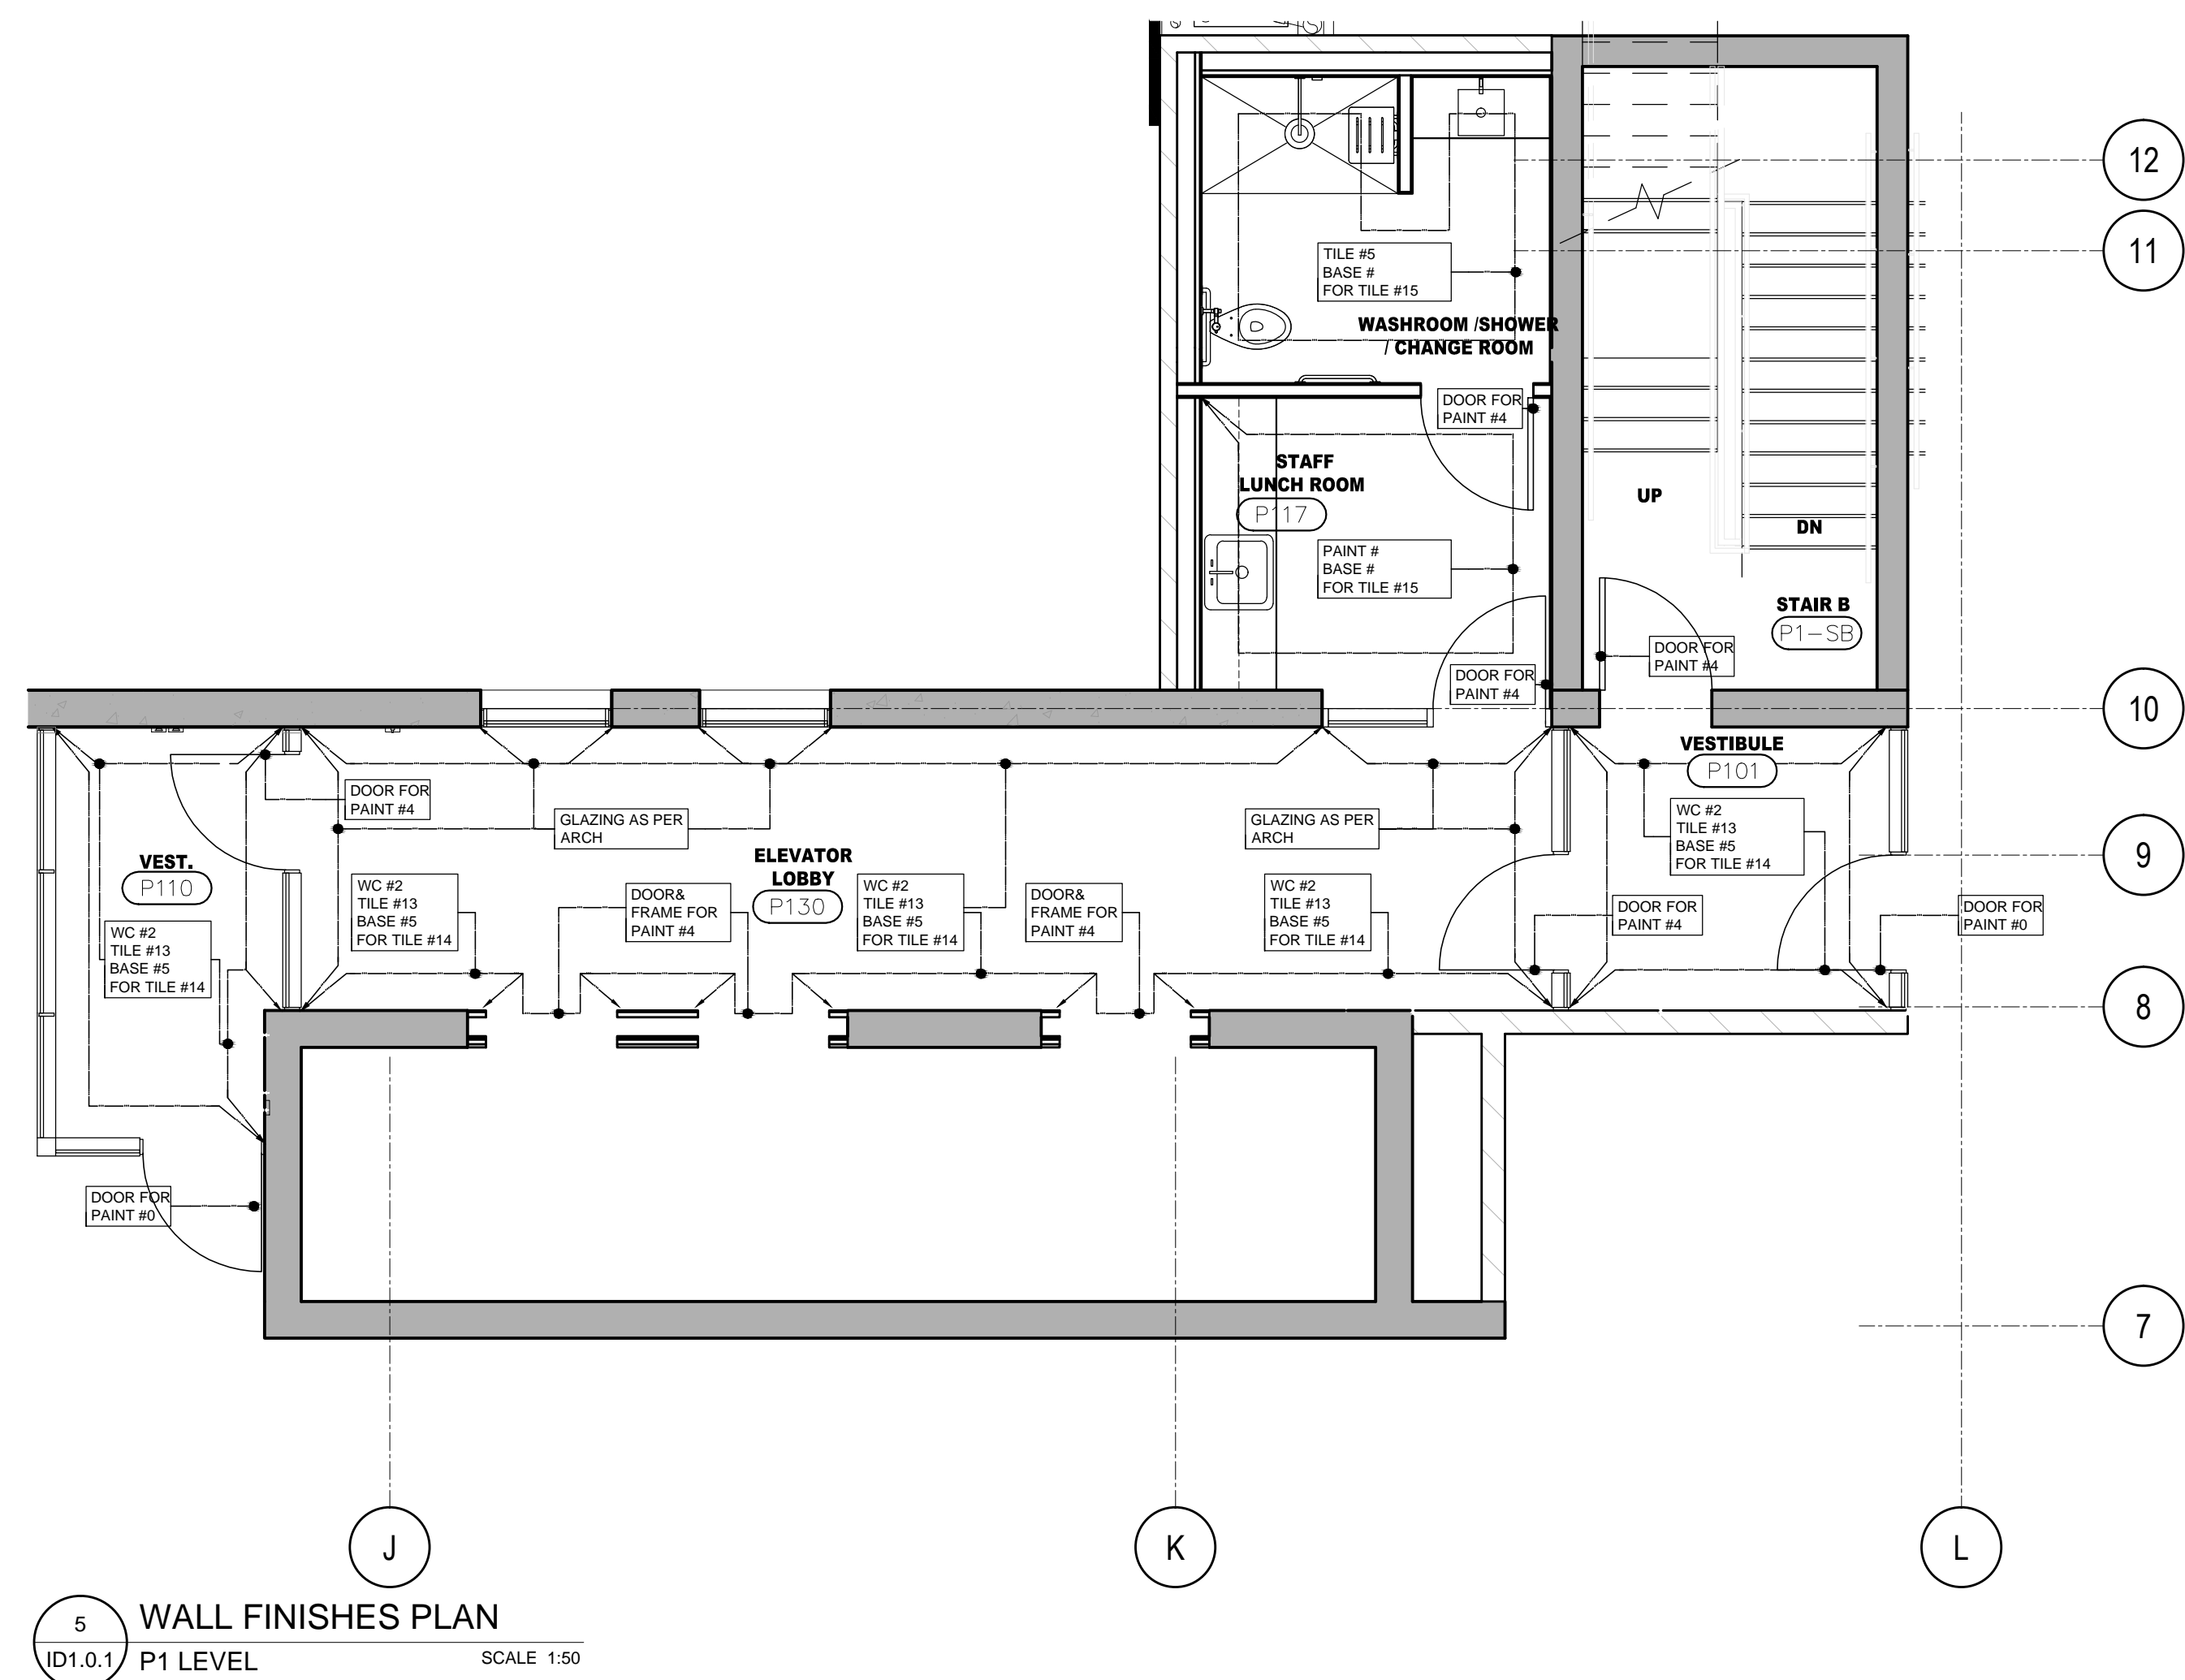 12
11
TILE #5
BASE #
FOR TILE #15
WASHROOM /SHOWER
/ CHANGE ROOM
DOOR FOR
PAINT #4
STAFF
LUNCH ROOM
P117
UP
DN
PAINT #
BASE #
FOR TILE #15
STAIR B
P1-SB
DOOR FOR
PAINT #4
DOOR FOR
PAINT #4
10
VESTIBULE
P101
DOOR FOR
PAINT #4
GLAZING AS PER
ARCH
GLAZING AS PER
ARCH
WC #2
TILE #13
BASE #5
FOR TILE #14
9
VEST.
P110
ELEVATOR
LOBBY
P130
WC #2
TILE #13
BASE #5
FOR TILE #14
DOOR&
FRAME FOR
PAINT #4
WC #2
TILE #13
BASE #5
FOR TILE #14
DOOR&
FRAME FOR
PAINT #4
WC #2
TILE #13
BASE #5
FOR TILE #14
DOOR FOR
PAINT #4
DOOR FOR
PAINT #0
WC #2
TILE #13
BASE #5
FOR TILE #14
8
DOOR FOR
PAINT #0
7
J
K
L
5
ID1.0.1
WALL FINISHES PLAN
P1 LEVEL
SCALE 1:50